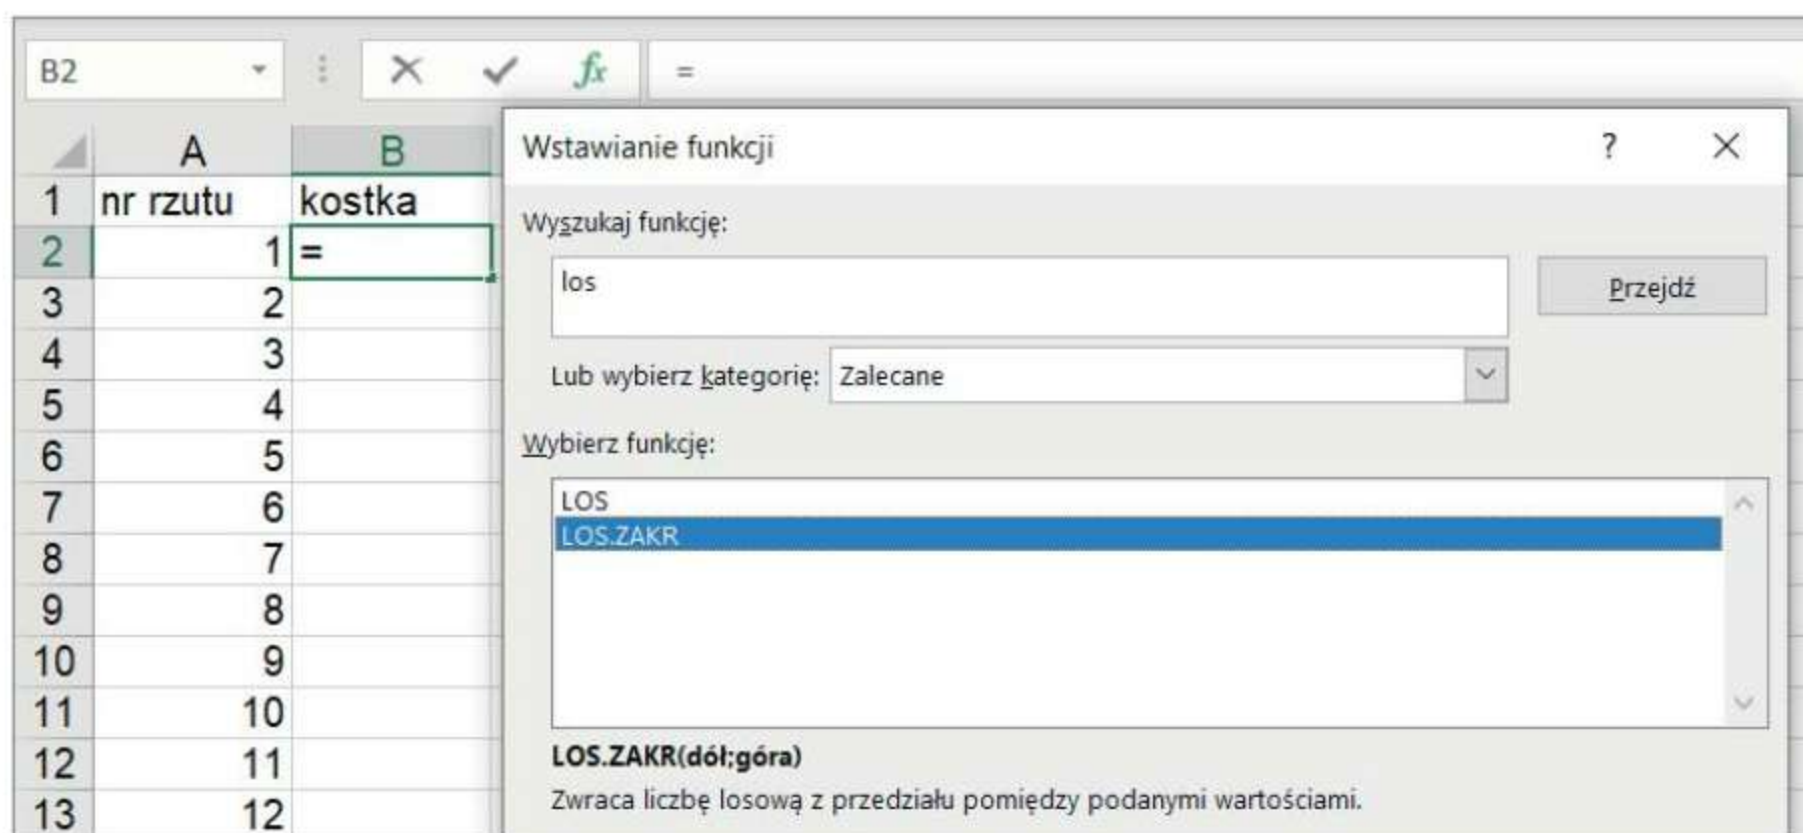 B2 fx =
A B
1 nr rzutu kostka
2 1 =
3 2
4 3
5 4
6 5
7 6
8 7
9 8
10 9
11 10
12 11
13 12
Wstawianie funkcji ?
Wyszukaj funkcję:
los
Przejdź
Lub wybierz kategorię: Zalecane
Wybierz funkcję:
LOS
LOS.ZAKR
LOS.ZAKR(dół;góra)
Zwraca liczbę losową z przedziału pomiędzy podanymi wartościami.